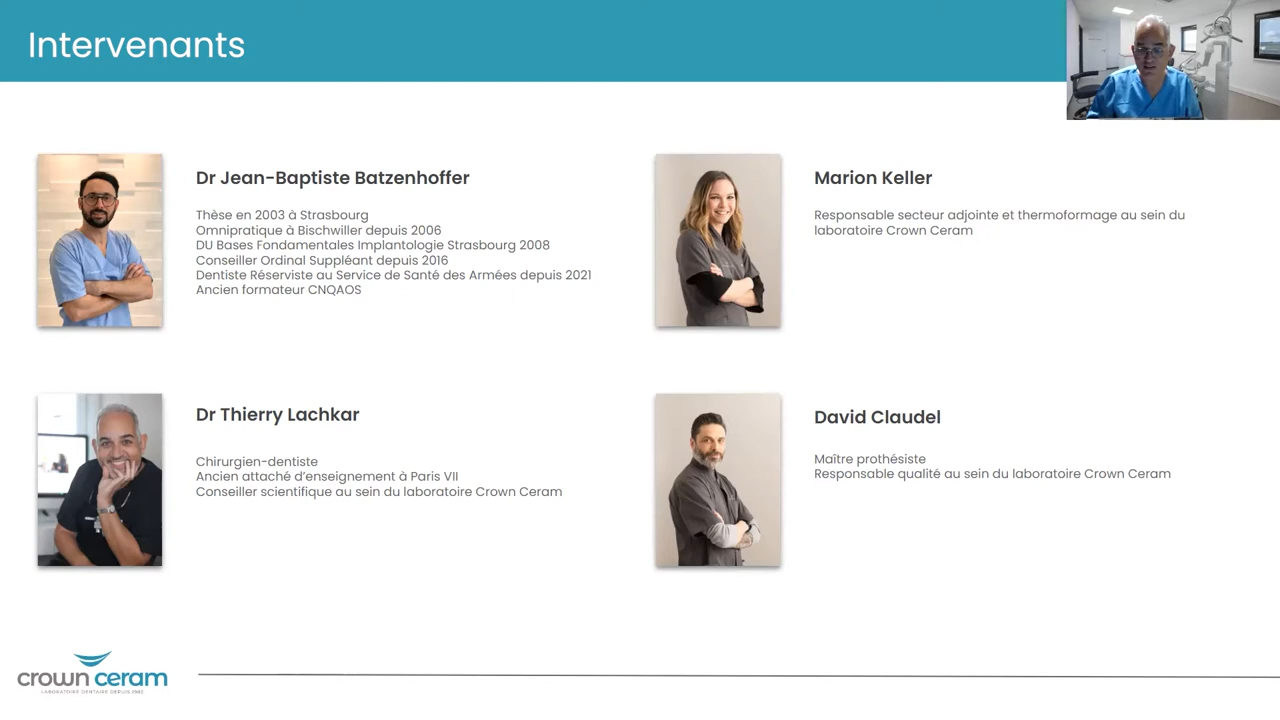 Intervenants
Dr Jean-Baptiste Batzenhoffer
Thèse en 2003 à Strasbourg
Omnipratique à Bischwiller depuis 2006
DU Bases Fondamentales Implantologie Strasbourg 2008
Conseiller Ordinal Suppléant depuis 2016
Dentiste Réserviste au Service de Santé des Armées depuis 2021
Ancien formateur CNQAOS
Marion Keller
Responsable secteur adjointe et thermoformage au sein du
laboratoire Crown Ceram
Dr Thierry Lachkar
Chirurgien-dentiste
Ancien attaché d'enseignement à Paris VII
Conseiller scientifique au sein du laboratoire Crown Ceram
David Claudel
Maître prothésiste
Responsable qualité au sein du laboratoire Crown Ceram
crown ceram
LABORATOIRE DENTAIRE DEPUIS 1982